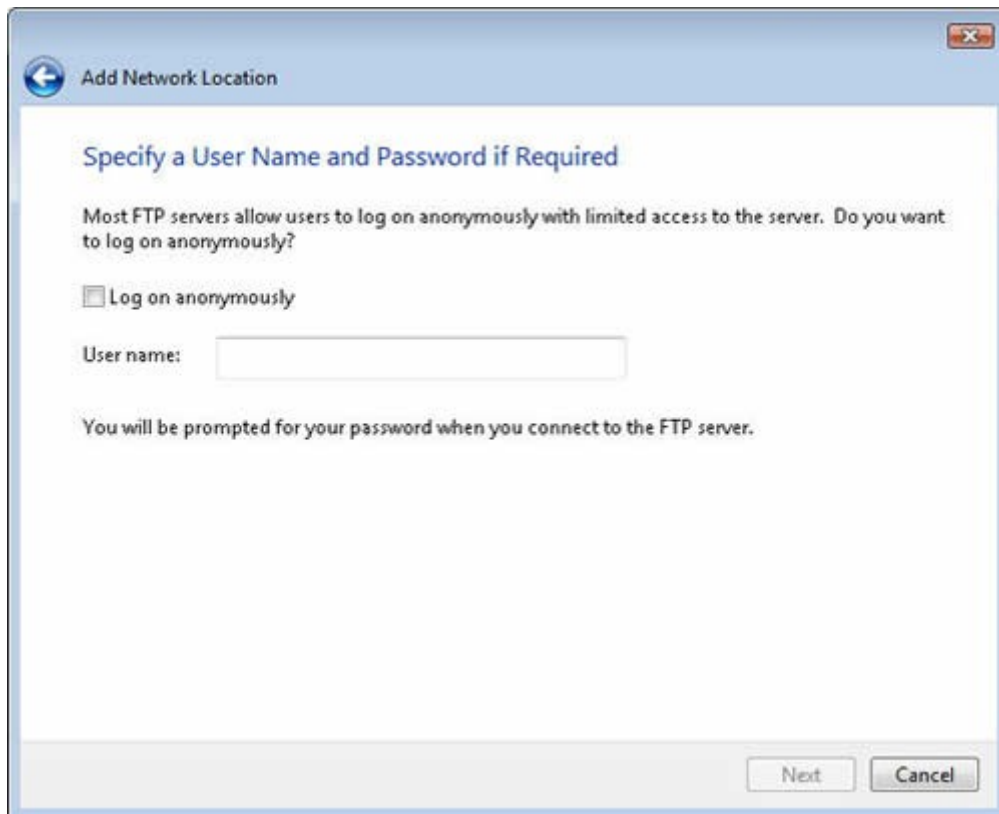 Add Network Location
Specify a User Name and Password if Required
Most FTP servers allow users to log on anonymously with limited access to the server.  Do you want
to log on anonymously?
Log on anonymously
User name:
You will be prompted for your password when you connect to the FTP server.
Next
Cancel